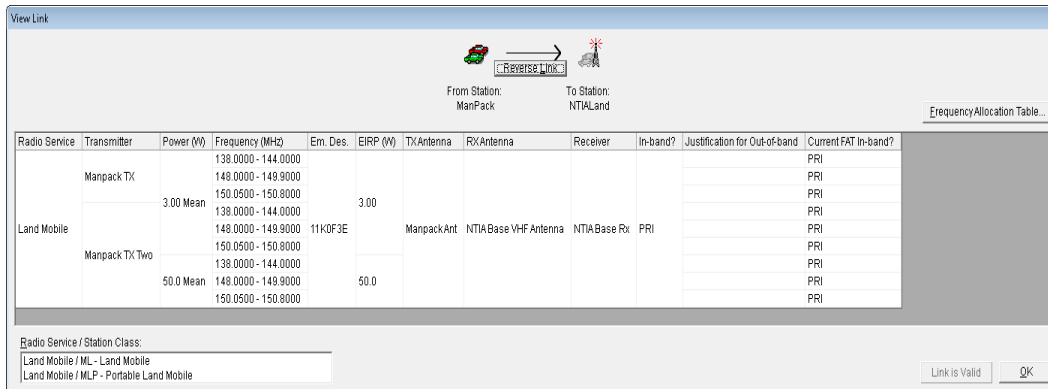 View Link
Reverse Link
From Station: To Station:
ManPack NTIALand
Frequency Allocation Table...
Radio Service Transmitter Power (W) Frequency (MHz) Em. Des. EIRP (W) TX Antenna RX Antenna Receiver In-band? Justification for Out-of-band Current FAT In-band?
138.0000 - 144.0000 PRI
Manpack TX 148.0000 - 149.9000 PRI
3.00 Mean 150.0500 - 150.8000 3.00 PRI
138.0000 - 144.0000 PRI
Land Mobile 148.0000 - 149.9000 11K0F3E Manpack Ant NTIA Base VHF Antenna NTIA Base Rx PRI PRI
Manpack TX Two 150.0500 - 150.8000 PRI
138.0000 - 144.0000 PRI
50.0 Mean 148.0000 - 149.9000 50.0 PRI
150.0500 - 150.8000 PRI
Radio Service / Station Class:
Land Mobile / ML - Land Mobile
Land Mobile / MLP - Portable Land Mobile
Link is Valid OK